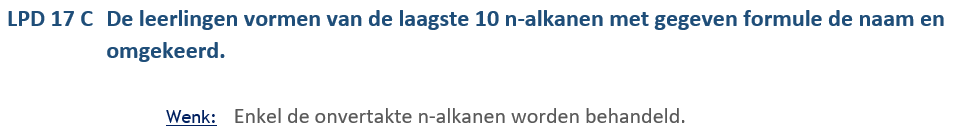 LPD 17 C De leerlingen vormen van de laagste 10 n-alkanen met gegeven formule de naam en
omgekeerd.
Wenk: Enkel de onvertakte n-alkanen worden behandeld.